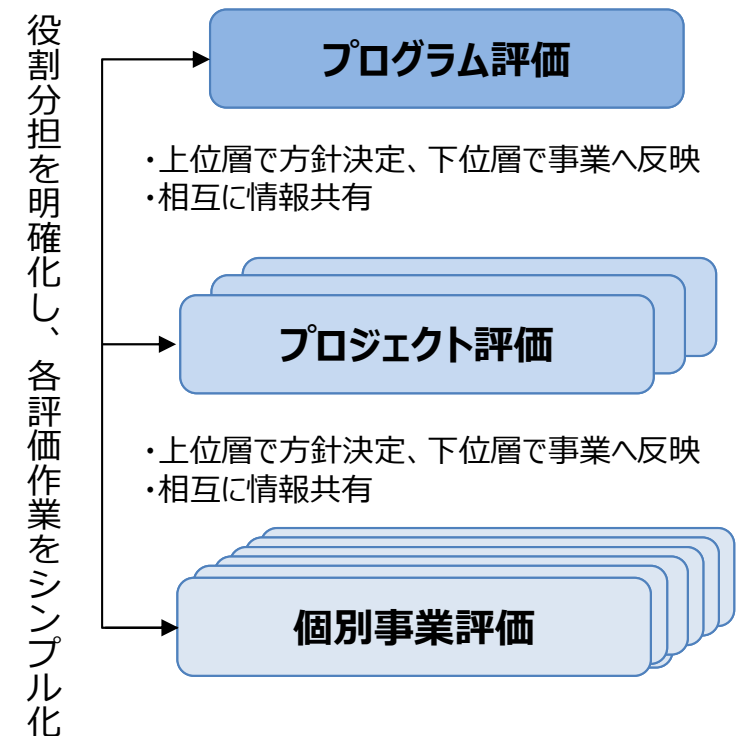 役割分担を明確化し、各評価作業をシンプル化
プログラム評価
・上位層で方針決定、下位層で事業へ反映
・相互に情報共有
プロジェクト評価
・上位層で方針決定、下位層で事業へ反映
・相互に情報共有
個別事業評価